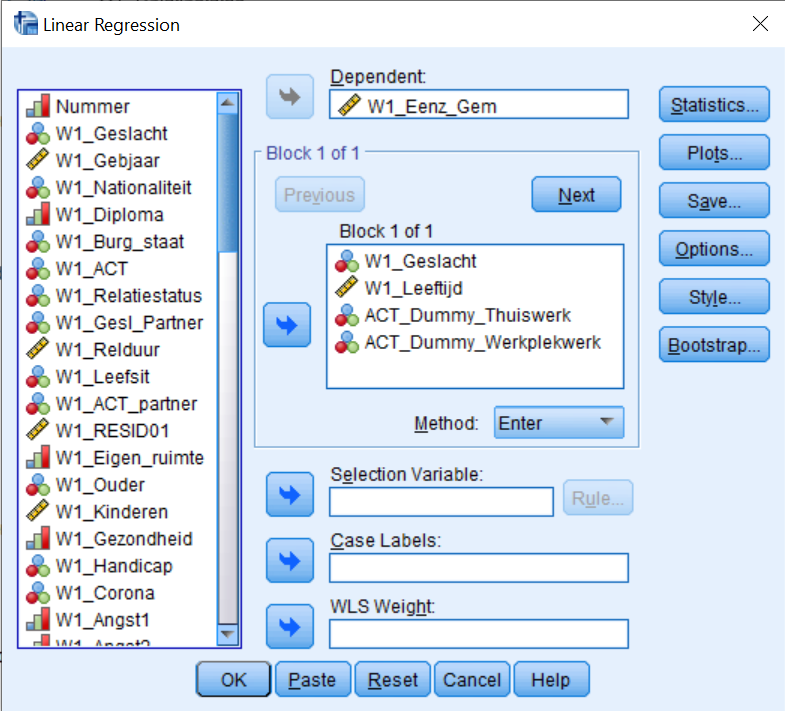 Linear Regression
Nummer
W1_Geslacht
W1_Gebjaar
W1_Nationaliteit
W1_Diploma
W1_Burg_staat
W1_ACT
W1_Relatiestatus
W1_Gesl_Partner
W1_Relduur
W1_Leefsit
W1_ACT_partner
W1_RESID01
W1_Eigen_ruimte
W1_Ouder
W1_Kinderen
W1_Gezondheid
W1_Handicap
W1_Corona
W1_Angst1
Dependent:
W1_Eenz_Gem
Block 1 of 1
Previous
Next
Block 1 of 1
W1_Geslacht
W1_Leeftijd
ACT_Dummy_Thuiswerk
ACT_Dummy_Werkplekwerk
Method:
Enter
Selection Variable:
Rule...
Case Labels:
WLS Weight:
Statistics...
Plots...
Save...
Options...
Style...
Bootstrap...
OK
Paste
Reset
Cancel
Help